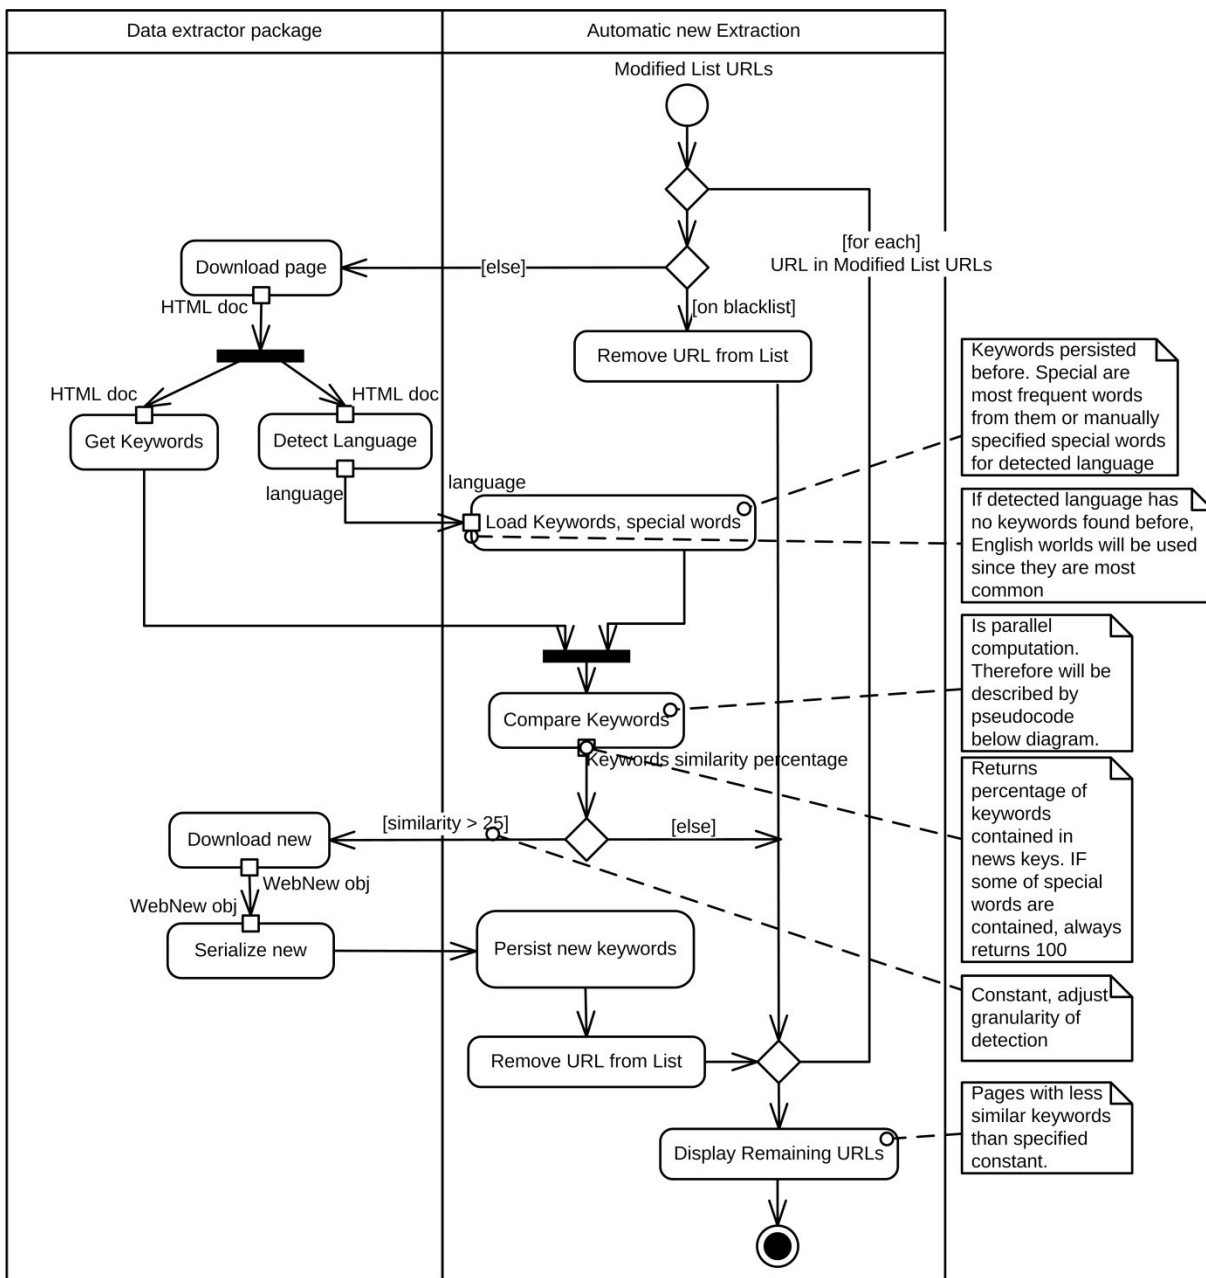 Data extractor package
Automatic new Extraction
Modified List URLs
[for each]
URL in Modified List URLs
Download page
[else]
HTML doc
[on blacklist]
Remove URL from List
HTML doc
HTML doc
Get Keywords
Detect Language
language
language
Load Keywords, special words
Keywords persisted
before. Special are
most frequent words
from them or manually
specified special words
for detected language
If detected language has
no keywords found before,
English worlds will be used
since they are most
common
Is parallel
computation.
Therefore will be
described by
pseudocode
below diagram.
Compare Keywords
Keywords similarity percentage
Returns
percentage of
keywords
contained in
news keys. IF
some of special
words are
contained, always
returns 100
[similarity > 25]
[else]
Download new
WebNew obj
WebNew obj
Serialize new
Persist new keywords
Constant, adjust
granularity of
detection
Remove URL from List
Pages with less
similar keywords
than specified
constant.
Display Remaining URLs